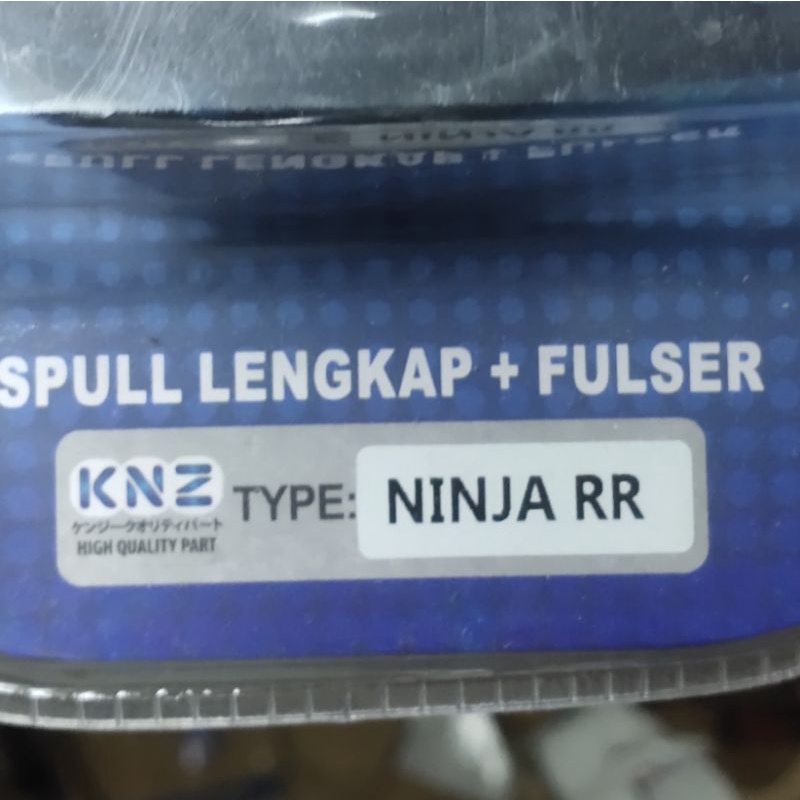 SPULL LENGKAP + FULSER
KNZ
ケンジークオリティパート
HIGH QUALITY PART
TYPE: NINJA RR